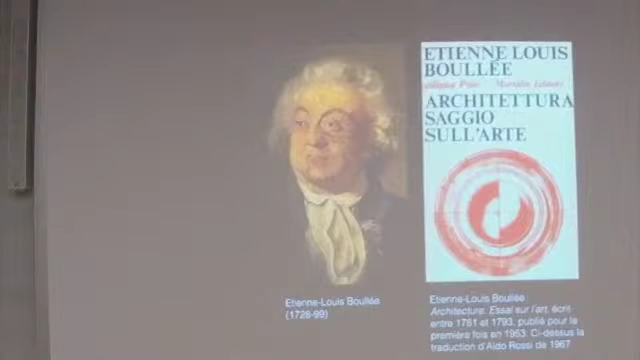 ETIENNE LOUIS
BOULLÉE
Marsilio Editori
ARCHITETTURA
SAGGIO
SULL'ARTE
Etienne-Louis Boullée
(1728-99)
Etienne-Louis Boullée
Architecture. Essai sur l'art, écrit
entre 1781 et 1793, publié pour la
première fois en 1953. Ci-dessus la
traduction d'Aldo Rossi de 1967